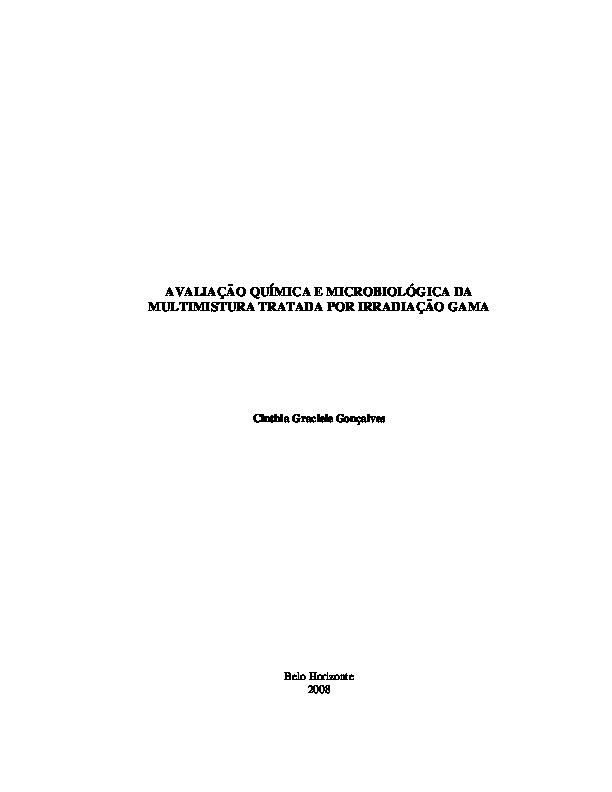 AVALIAÇÃO QUÍMICA E MICROBIOLÓGICA DA
MULTIMISTURA TRATADA POR IRRADIAÇÃO GAMA
Cinthia Graciele Gonçalves
Belo Horizonte
2008